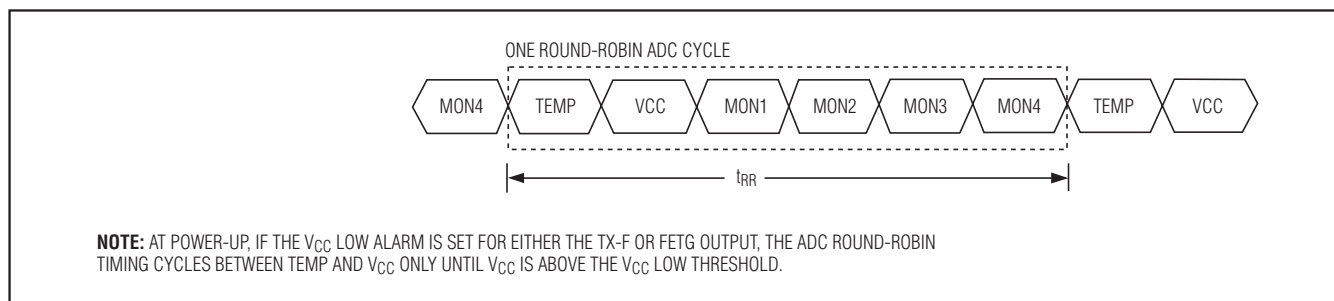 ONE ROUND-ROBIN ADC CYCLE
MON4 TEMP VCC MON1 MON2 MON3 MON4 TEMP VCC
tRR
NOTE: AT POWER-UP, IF THE VCC LOW ALARM IS SET FOR EITHER THE TX-F OR FETG OUTPUT, THE ADC ROUND-ROBIN
TIMING CYCLES BETWEEN TEMP AND VCC ONLY UNTIL VCC IS ABOVE THE VCC LOW THRESHOLD.